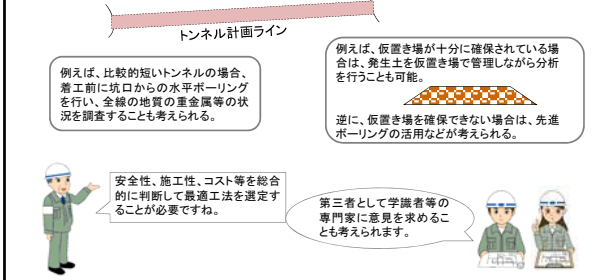 トンネル計画ライン
例えば、比較的短いトンネルの場合、
着工前に坑口からの水平ボーリング
を行い、全線の地質の重金属等の状
況を調査することも考えられる。
例えば、仮置き場が十分に確保されている場
合は、発生土を仮置き場で管理しながら分析
を行うことも可能。
逆に、仮置き場を確保できない場合は、先進
ボーリングの活用などが考えられる。
安全性、施工性、コスト等を総合
的に判断して最適工法を選定す
ることが必要ですね。
第三者として学識者等の
専門家に意見を求めるこ
とも考えられます。